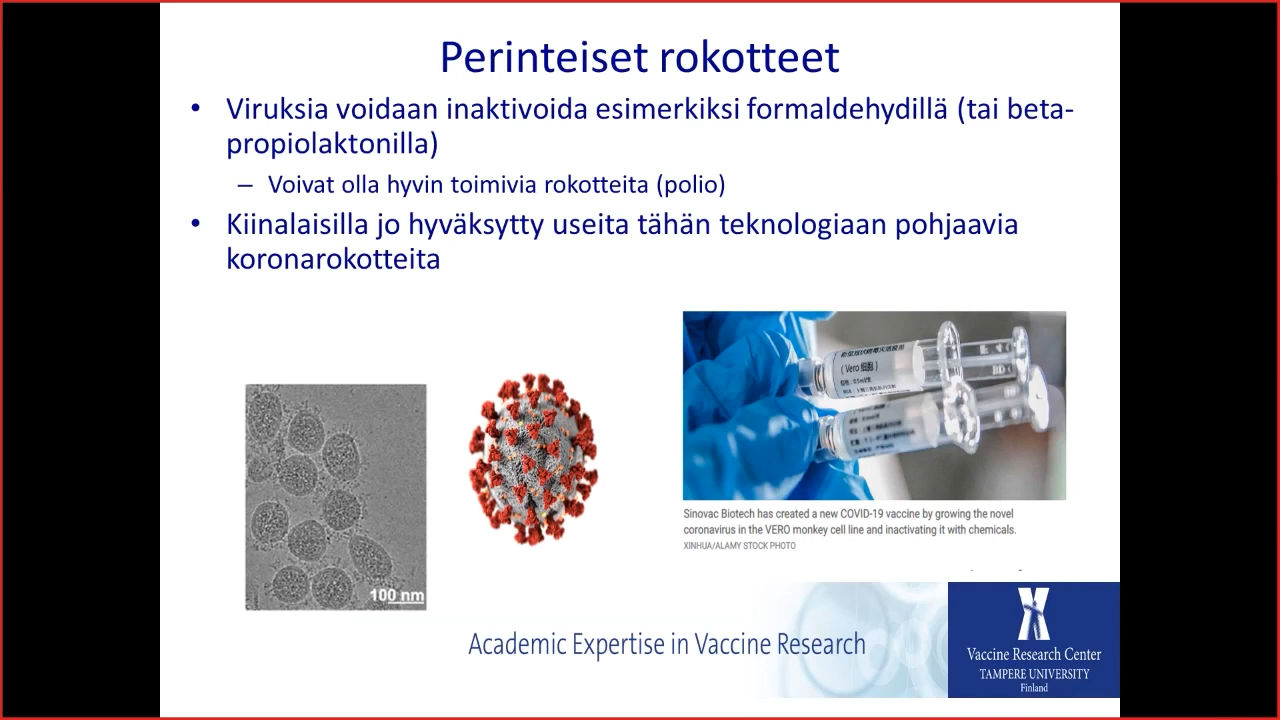 Perinteiset rokotteet
• Viruksia voidaan inaktivoida esimerkiksi formaldehydillä (tai beta-
propiolaktonilla)
– Voivat olla hyvin toimivia rokotteita (polio)
• Kiinalaisilla jo hyväksytty useita tähän teknologiaan pohjaavia
koronarokotteita
(Vero 细胞)
100 nm
Sinovac Biotech has created a new COVID-19 vaccine by growing the novel
coronavirus in the VERO monkey cell line and inactivating it with chemicals.
XINHUA/ALAMY STOCK PHOTO
Academic Expertise in Vaccine Research
Vaccine Research Center
TAMPERE UNIVERSITY
Finland